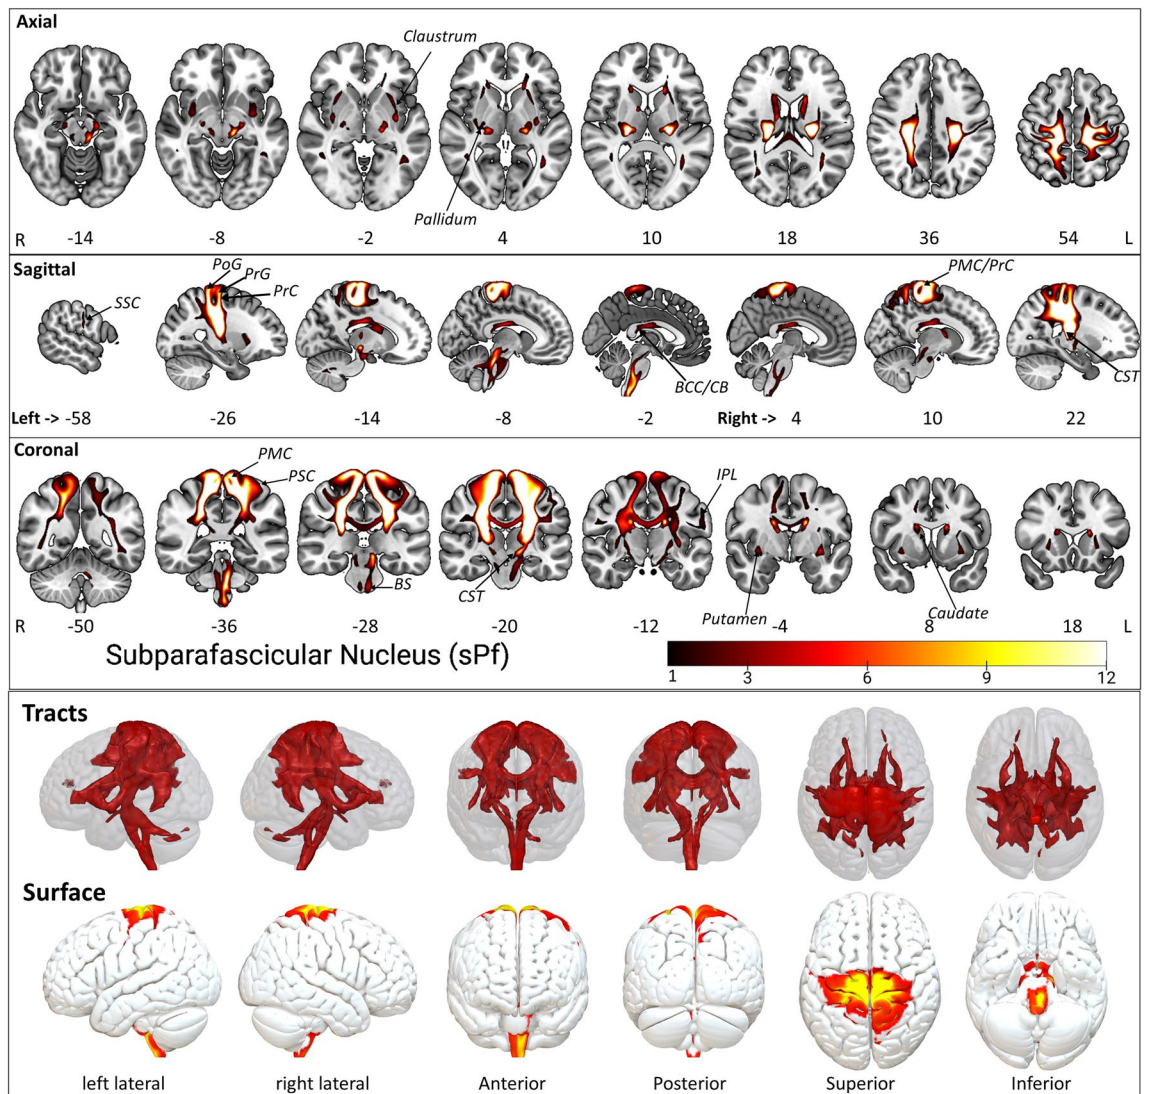 Axial
Claustrum
Pallidum
R -14 -8 -2 4 10 18 36 54 L
Sagittal
PoG
PrG
PrC
SSC
PMC/PrC
BCC/CB
CST
Left -> -58 -26 -14 -8 -2 Right -> 4 10 22
Coronal
PMC
PSC
IPL
BS
CST
Putamen
Caudate
R -50 -36 -28 -20 -12 -4 8 18 L
Subparafascicular Nucleus (sPf)
1 3 6 9 12
Tracts
Surface
left lateral right lateral Anterior Posterior Superior Inferior